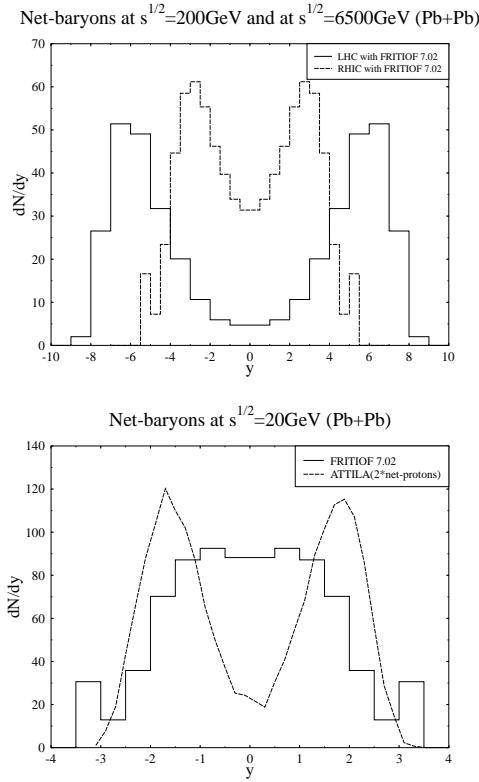 Net-baryons at s^1/2=200GeV and at s^1/2=6500GeV (Pb+Pb)
70
60
50
40
30
20
10
0
dN/dy
LHC with FRITIOF 7.02
RHIC with FRITIOF 7.02
-10 -8 -6 -4 -2 0 2 4 6 8 10
y
Net-baryons at s^1/2=20GeV (Pb+Pb)
140
120
100
80
60
40
20
0
dN/dy
FRITIOF 7.02
ATTILA(2*net-protons)
-4 -3 -2 -1 0 1 2 3 4
y